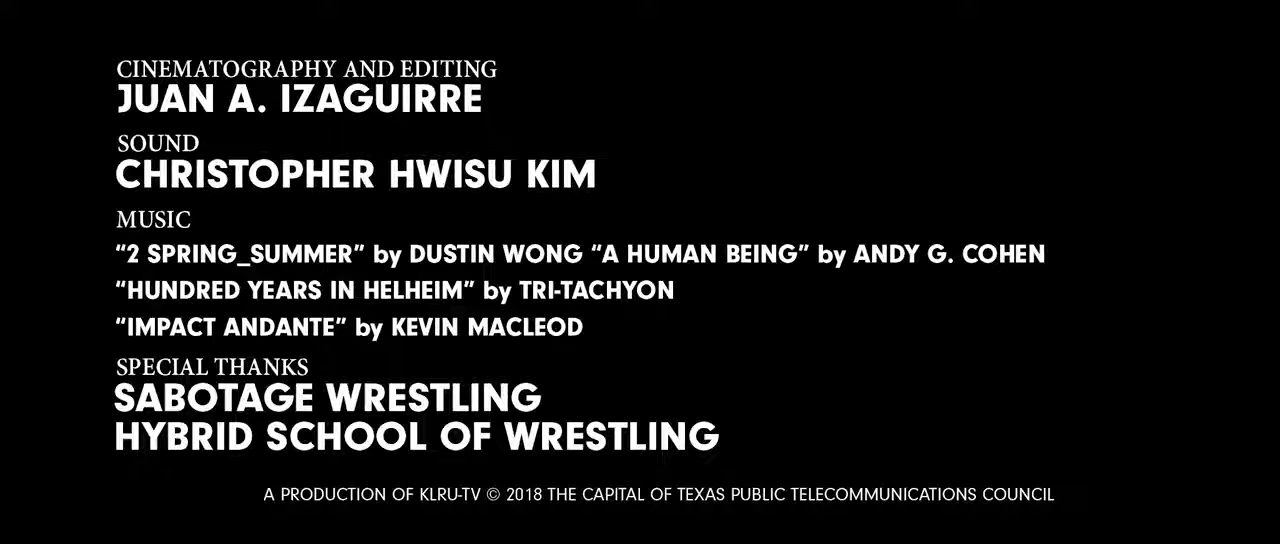 CINEMATOGRAPHY AND EDITING
JUAN A. IZAGUIRRE
SOUND
CHRISTOPHER HWISU KIM
MUSIC
“2 SPRING_SUMMER” by DUSTIN WONG “A HUMAN BEING” by ANDY G. COHEN
“HUNDRED YEARS IN HELHEIM” by TRI-TACHYON
“IMPACT ANDANTE” by KEVIN MACLEOD
SPECIAL THANKS
SABOTAGE WRESTLING
HYBRID SCHOOL OF WRESTLING
A PRODUCTION OF KLRU-TV © 2018 THE CAPITAL OF TEXAS PUBLIC TELECOMMUNICATIONS COUNCIL